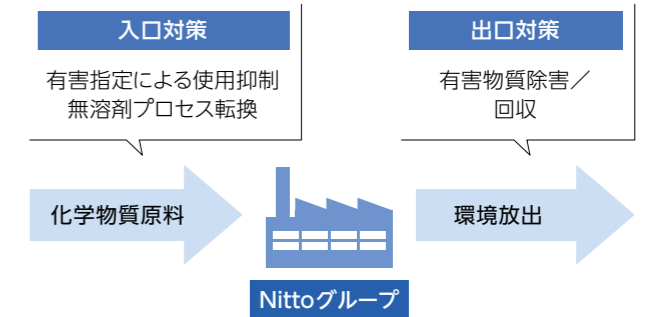 入口対策
有害指定による使用抑制
無溶剤プロセス転換
出口対策
有害物質除害／
回収
化学物質原料
環境放出
Nittoグループ